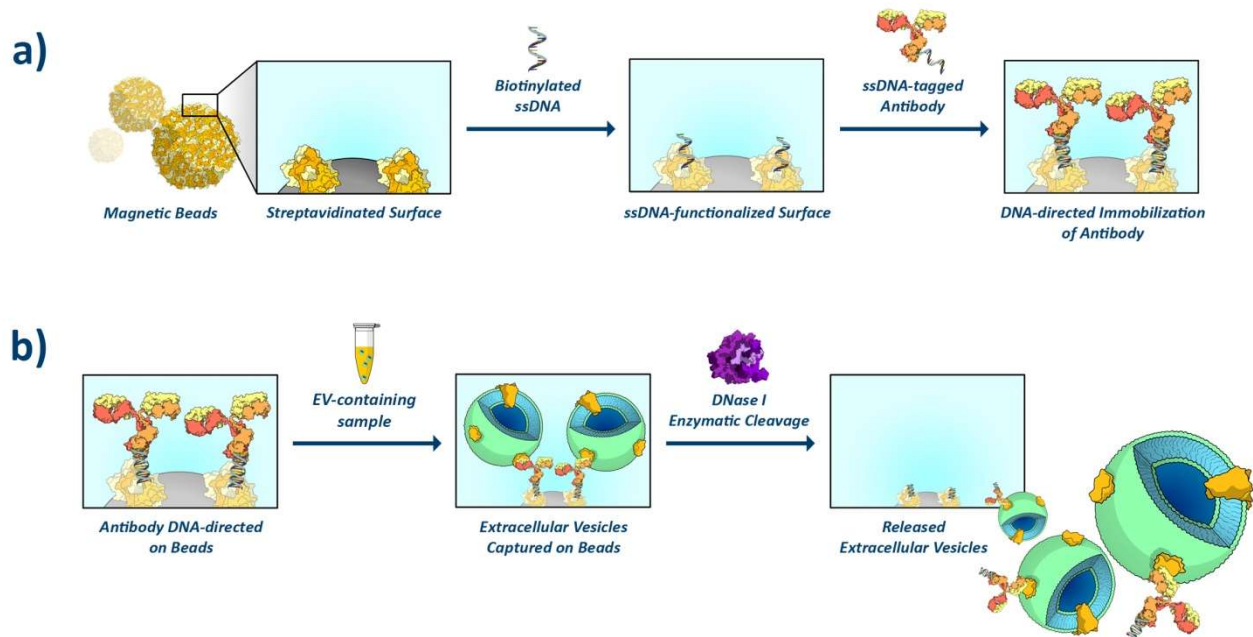 a)
Biotinylated
ssDNA
ssDNA-tagged
Antibody
Magnetic Beads
Streptavidinated Surface
ssDNA-functionalized Surface
DNA-directed Immobilization
of Antibody
b)
EV-containing
sample
DNase I
Enzymatic Cleavage
Antibody DNA-directed
on Beads
Extracellular Vesicles
Captured on Beads
Released
Extracellular Vesicles